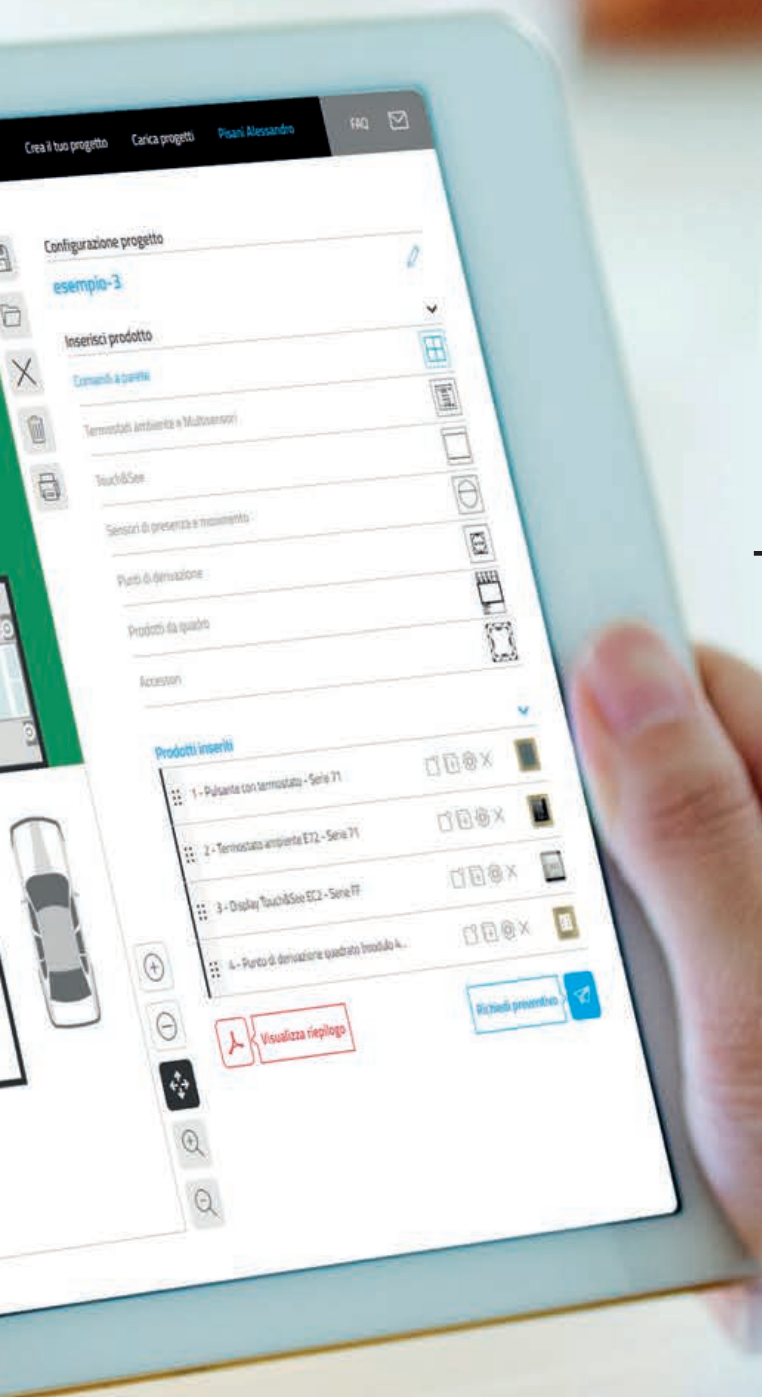 Crea il tuo progetto Carica progetti Pisani Alessandro FAQ
Configurazione progetto
esempio-3
Inserisci prodotto
Comandi a parete
Termostati ambiente e Multisensori
Touch&See
Sensori di presenza e movimento
Punti di derivazione
Prodotti da quadro
Accessori
Prodotti inseriti
1 - Pulsante con termostato - Serie 71
2 - Termostato ambiente E72 - Serie 71
3 - Display Touch&See EC2 - Serie FF
4 - Punto di derivazione quadrato (modulo 4...
Visualizza riepilogo
Richiedi preventivo